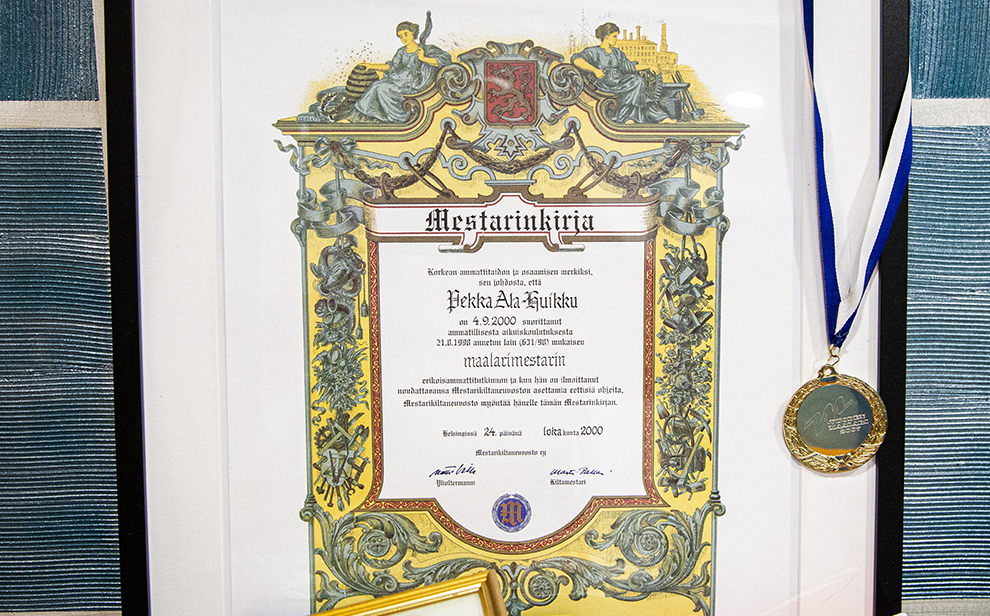 Mestarinkirja
Korkean ammattitaidon ja osaamisen merkiksi,
sen johdosta, että
Pekka Ala-Huikku
on 4.9.2000 suorittanut
ammatillisesta aikuiskoulutuksesta
21.8.1998 annetun lain (631/98) mukaisen
maalarimestarin
erikoisammattitutkinnon ja kun hän on ilmoittanut
noudattavansa Mestarikiltaneuvoston asettamia eettisiä ohjeita,
Mestarikiltaneuvosto myöntää hänelle tämän Mestarinkirjan.
Helsingissä 24. päivänä lokakuuta 2000
Mestarikiltaneuvosto ry
Ylioltermanni Kiltamestari
M